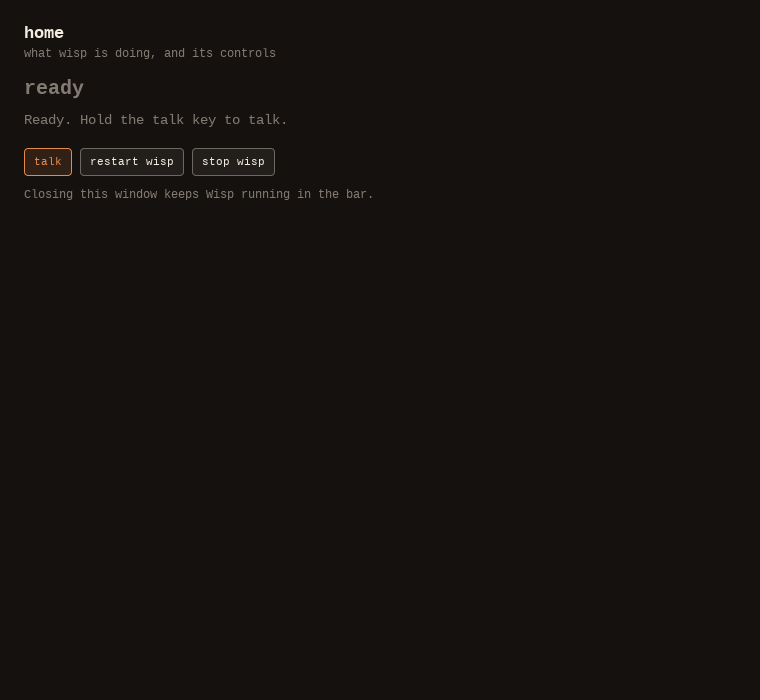 home
what wisp is doing, and its controls
ready
Ready. Hold the talk key to talk.
talk restart wisp stop wisp
Closing this window keeps Wisp running in the bar.